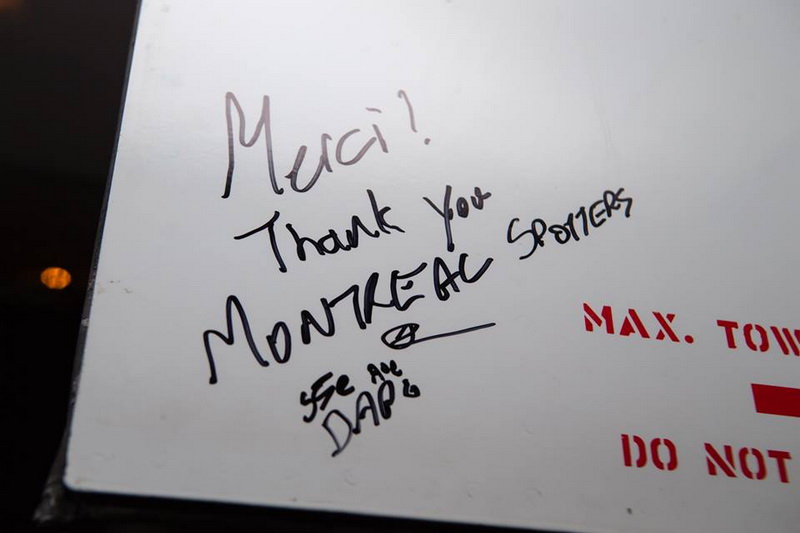 Merci!
Thank you
MONTREAL SPOTTERS
MAX. TOW
DO NOT